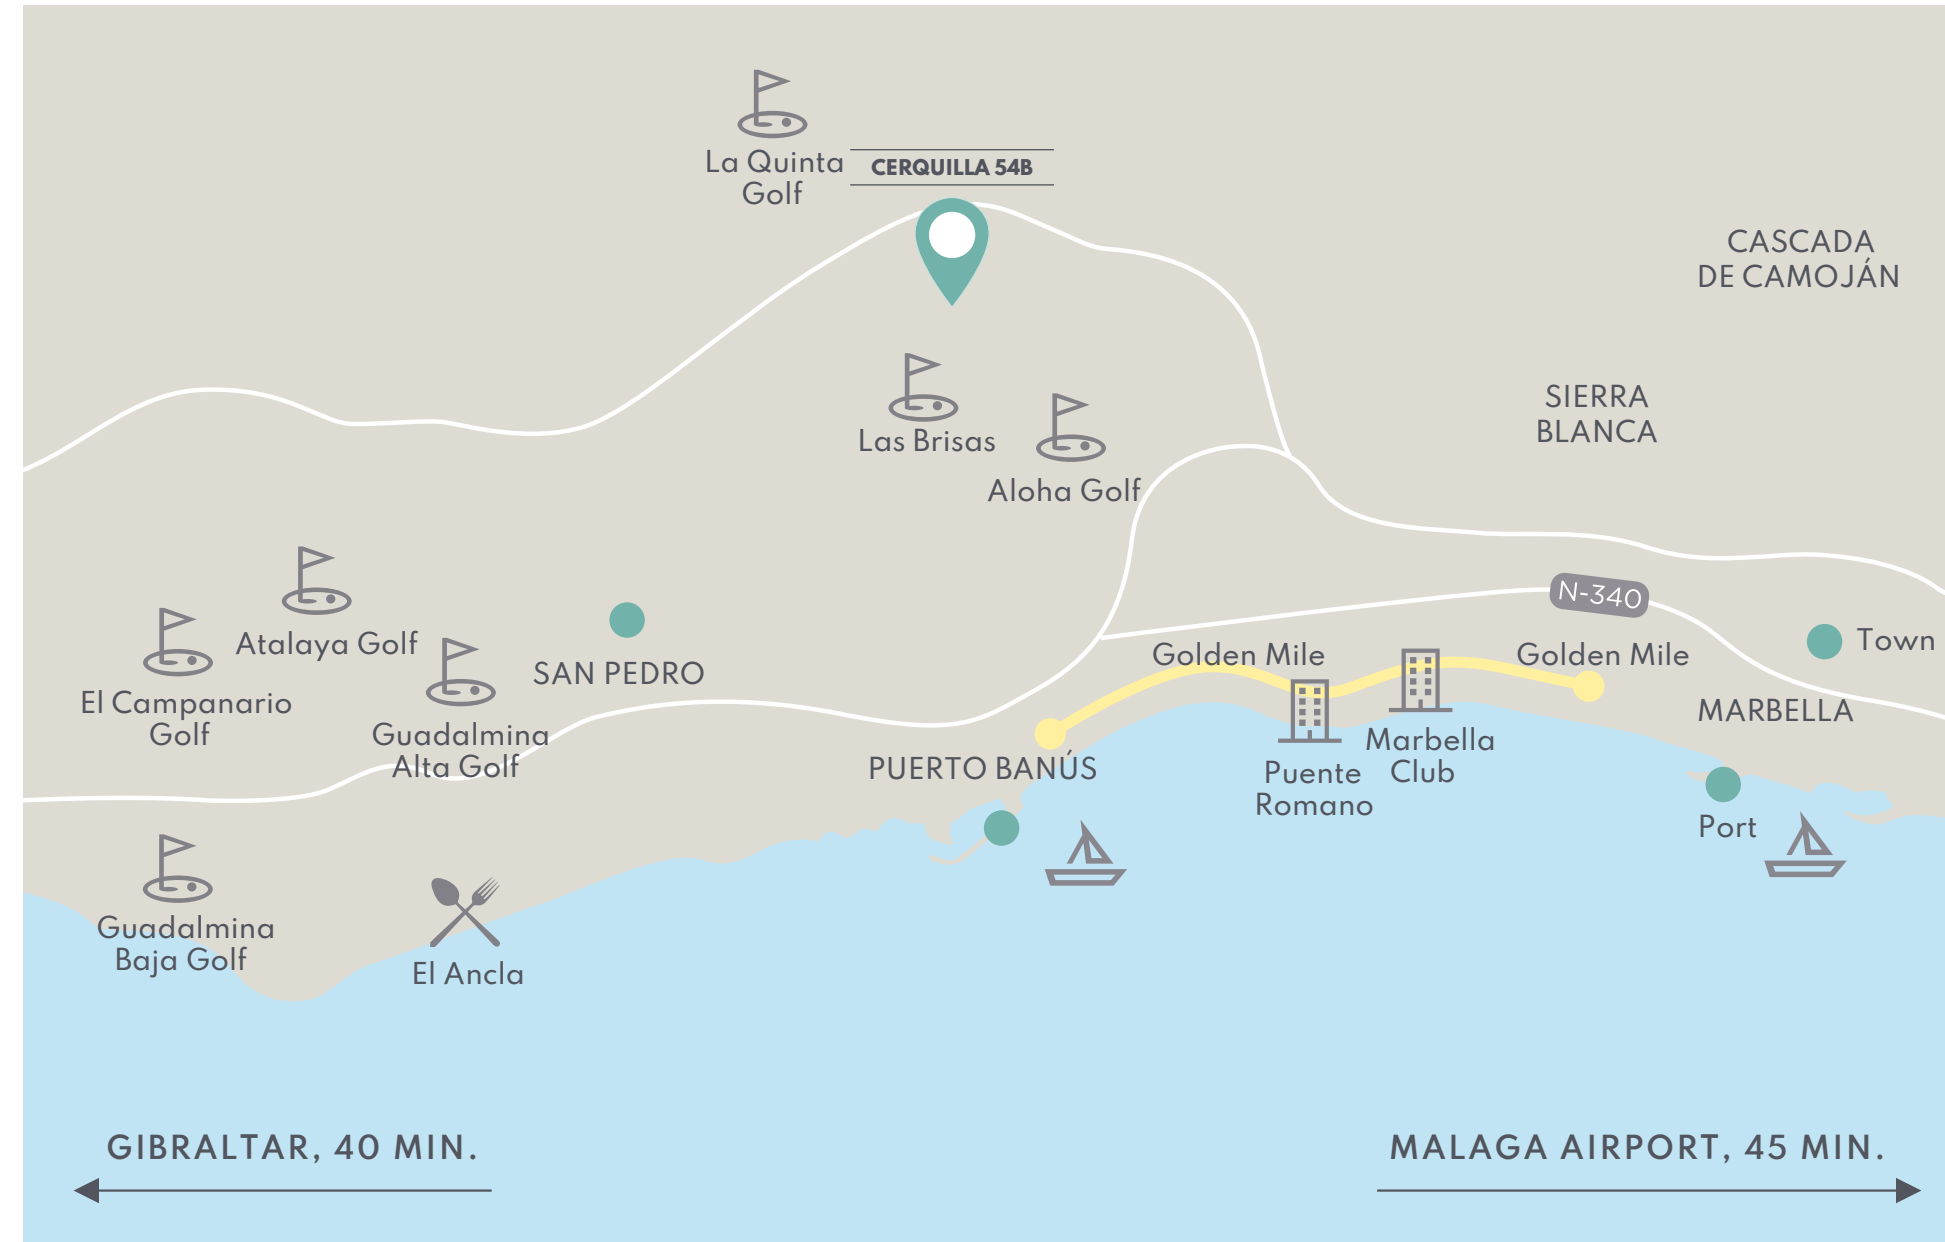 La Quinta
Golf
CERQUILLA 54B
CASCADA
DE CAMOJÁN
SIERRA
BLANCA
Las Brisas
Aloha Golf
N-340
Atalaya Golf
El Campanario
Golf
SAN PEDRO
Guadalmina
Alta Golf
Golden Mile
Golden Mile
Town
MARBELLA
PUERTO BANÚS
Puente
Romano
Marbella
Club
Port
Guadalmina
Baja Golf
El Ancla
GIBRALTAR, 40 MIN.
MALAGA AIRPORT, 45 MIN.